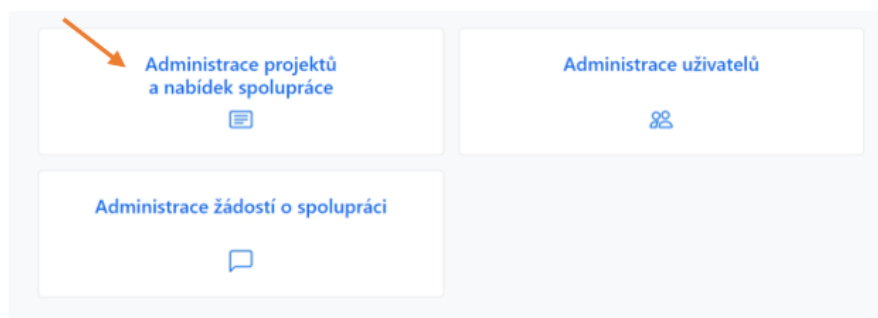 Administrace projektů
a nabídek spolupráce
Administrace uživatelů
Administrace žádostí o spolupráci